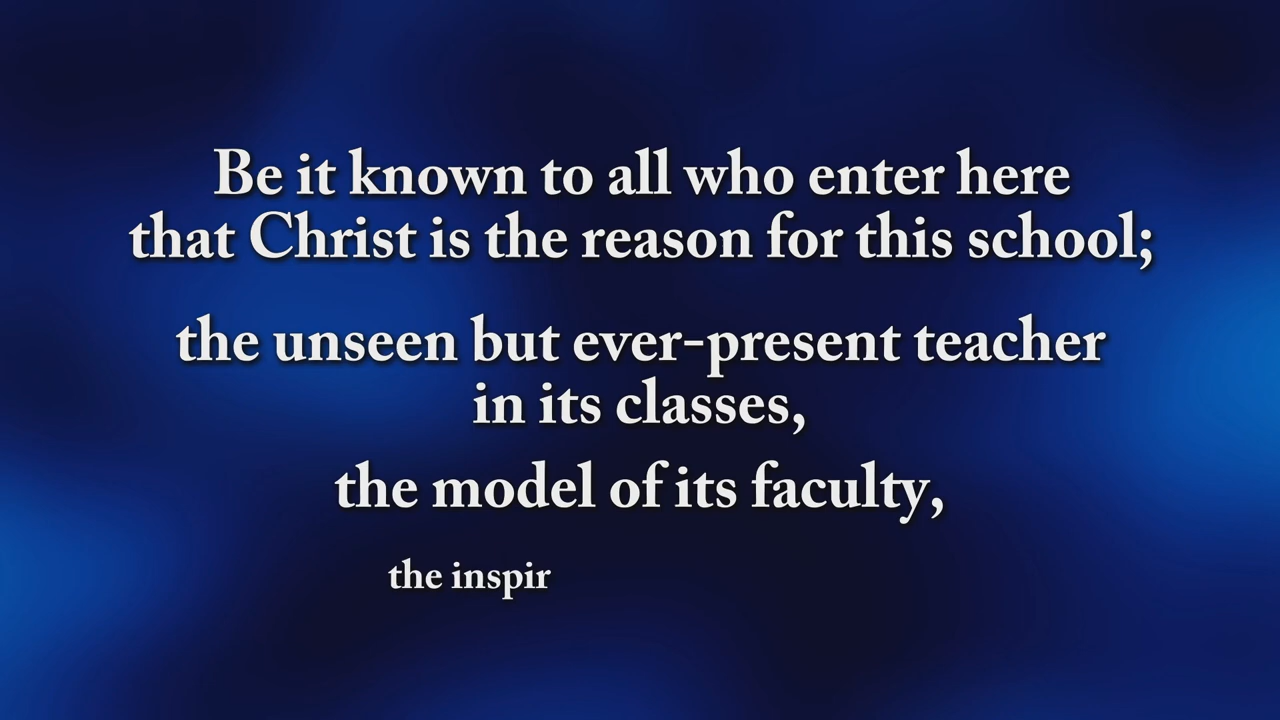 Be it known to all who enter here
that Christ is the reason for this school;
the unseen but ever-present teacher
in its classes,
the model of its faculty,
the inspir